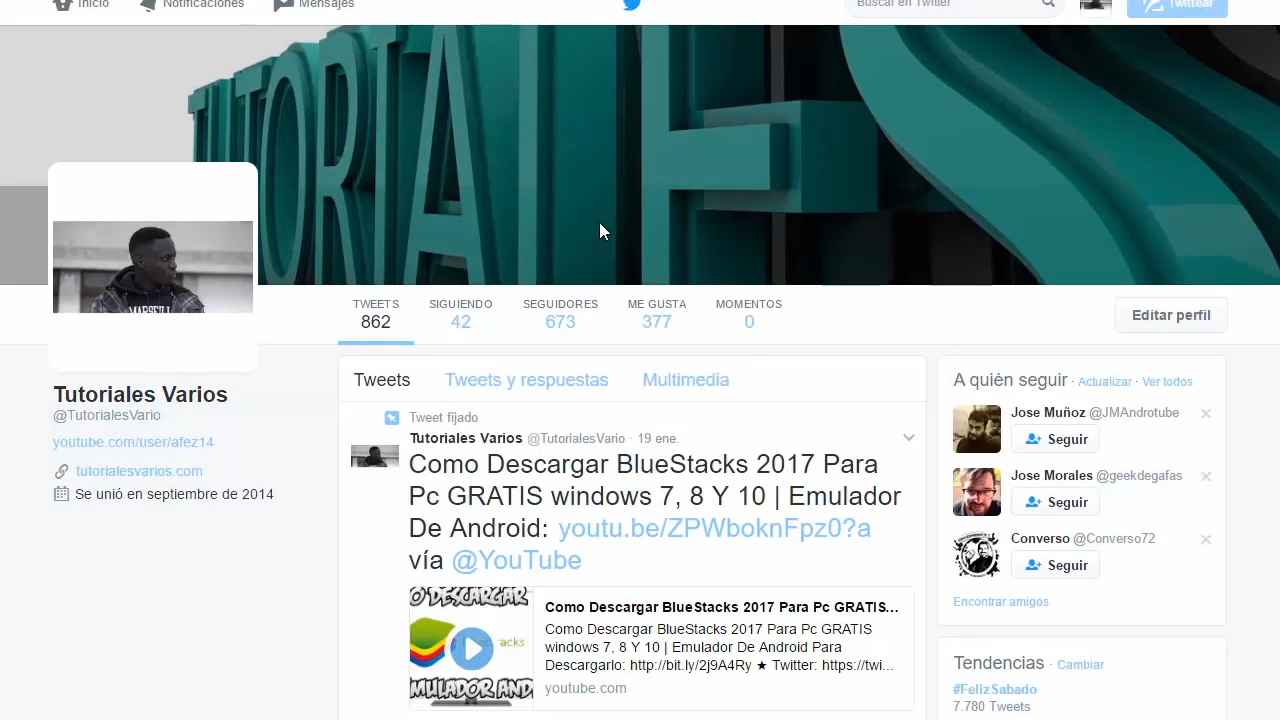 Inicio
Notificaciones
Mensajes
Buscar en Twitter
Twittear
TUTORIALES
MARSEILL
TWEETS
862
SIGUIENDO
42
SEGUIDORES
673
ME GUSTA
377
MOMENTOS
0
Editar perfil
Tutoriales Varios
@TutorialesVario
youtube.com/user/afez14
tutorialesvarios.com
Se unió en septiembre de 2014
Tweets
Tweets y respuestas
Multimedia
Tweet fijado
Tutoriales Varios @TutorialesVario · 19 ene.
Como Descargar BlueStacks 2017 Para
Pc GRATIS windows 7, 8 Y 10 | Emulador
De Android: youtu.be/ZPWboknFpz0?a
vía @YouTube
O DESCARGAR
uestacks
MULADOR AND
Como Descargar BlueStacks 2017 Para Pc GRATIS...
Como Descargar BlueStacks 2017 Para Pc GRATIS
windows 7, 8 Y 10 | Emulador De Android Para
Descargarlo: http://bit.ly/2j9A4Ry ★ Twitter: https://twi...
youtube.com
A quién seguir · Actualizar · Ver todos
Jose Muñoz @JMAndrotube
Seguir
Jose Morales @geekdegafas
Seguir
Converso @Converso72
Seguir
Encontrar amigos
Tendencias · Cambiar
#FelizSabado
7.780 Tweets